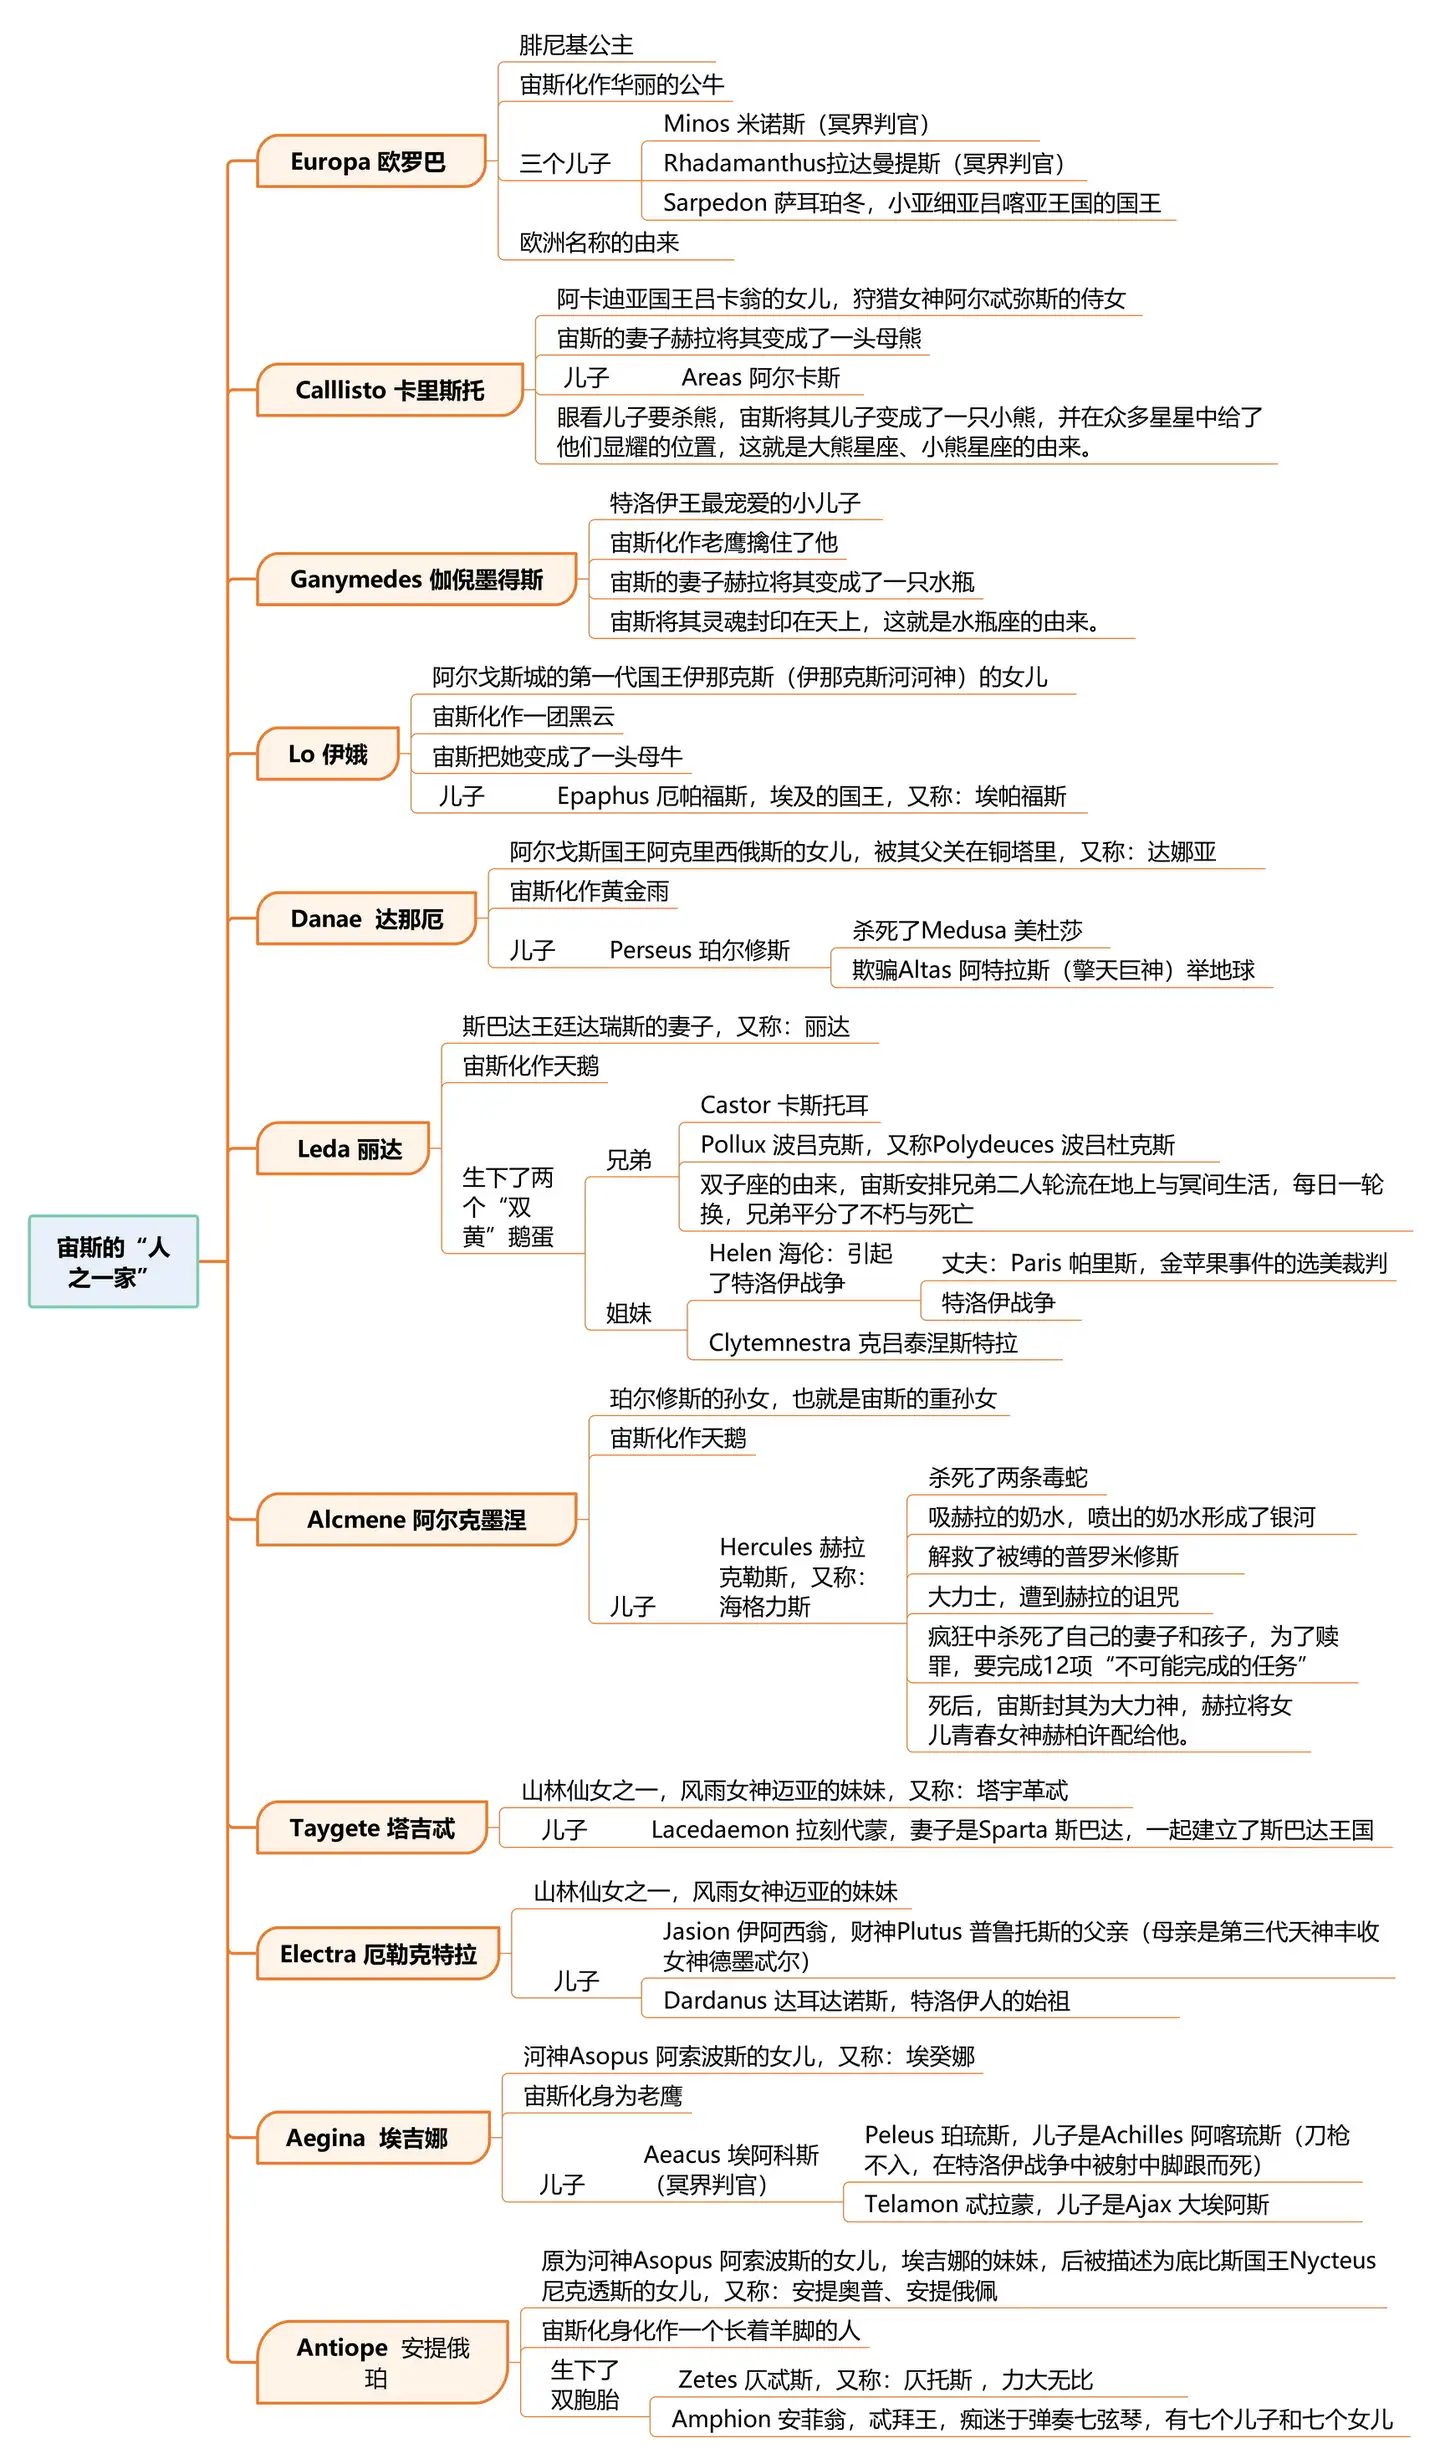 宙斯的“人
之一家”
Europa 欧罗巴
腓尼基公主
宙斯化作华丽的公牛
三个儿子
Minos 米诺斯（冥界判官）
Rhadamanthus拉达曼提斯（冥界判官）
Sarpedon 萨耳珀冬，小亚细亚吕喀亚王国的国王
欧洲名称的由来
Calllisto 卡里斯托
阿卡迪亚国王吕卡翁的女儿，狩猎女神阿尔忒弥斯的侍女
宙斯的妻子赫拉将其变成了一头母熊
儿子
Areas 阿尔卡斯
眼看儿子要杀熊，宙斯将其儿子变成了一只小熊，并在众多星星中给了
他们显耀的位置，这就是大熊星座、小熊星座的由来。
Ganymedes 伽倪墨得斯
特洛伊王最宠爱的小儿子
宙斯化作老鹰擒住了他
宙斯的妻子赫拉将其变成了一只水瓶
宙斯将其灵魂封印在天上，这就是水瓶座的由来。
Lo 伊娥
阿尔戈斯城的第一代国王伊那克斯（伊那克斯河河神）的女儿
宙斯化作一团黑云
宙斯把她变成了一头母牛
儿子
Epaphus 厄帕福斯，埃及的国王，又称：埃帕福斯
Danae 达那厄
阿尔戈斯国王阿克里西俄斯的女儿，被其父关在铜塔里，又称：达娜亚
宙斯化作黄金雨
儿子
Perseus 珀尔修斯
杀死了Medusa 美杜莎
欺骗Altas 阿特拉斯（擎天巨神）举地球
Leda 丽达
斯巴达王廷达瑞斯的妻子，又称：丽达
宙斯化作天鹅
生下了两
个“双
黄”鹅蛋
兄弟
Castor 卡斯托耳
Pollux 波吕克斯，又称Polydeuces 波吕杜克斯
双子座的由来，宙斯安排兄弟二人轮流在地上与冥间生活，每日一轮
换，兄弟平分了不朽与死亡
姐妹
Helen 海伦：引起
了特洛伊战争
丈夫：Paris 帕里斯，金苹果事件的选美裁判
特洛伊战争
Clytemnestra 克吕泰涅斯特拉
Alcmene 阿尔克墨涅
珀尔修斯的孙女，也就是宙斯的重孙女
宙斯化作天鹅
儿子
Hercules 赫拉
克勒斯，又称：
海格力斯
杀死了两条毒蛇
吸赫拉的奶水，喷出的奶水形成了银河
解救了被缚的普罗米修斯
大力士，遭到赫拉的诅咒
疯狂中杀死了自己的妻子和孩子，为了赎
罪，要完成12项“不可能完成的任务”
死后，宙斯封其为大力神，赫拉将女
儿青春女神赫柏许配给他。
Taygete 塔吉忒
山林仙女之一，风雨女神迈亚的妹妹，又称：塔宇革忒
儿子
Lacedaemon 拉刻代蒙，妻子是Sparta 斯巴达，一起建立了斯巴达王国
Electra 厄勒克特拉
山林仙女之一，风雨女神迈亚的妹妹
儿子
Jasion 伊阿西翁，财神Plutus 普鲁托斯的父亲（母亲是第三代天神丰收
女神德墨忒尔）
Dardanus 达耳达诺斯，特洛伊人的始祖
Aegina 埃吉娜
河神Asopus 阿索波斯的女儿，又称：埃癸娜
宙斯化身为老鹰
儿子
Aeacus 埃阿科斯
（冥界判官）
Peleus 珀琉斯，儿子是Achilles 阿喀琉斯（刀枪
不入，在特洛伊战争中被射中脚跟而死）
Telamon 忒拉蒙，儿子是Ajax 大埃阿斯
Antiope 安提俄
珀
原为河神Asopus 阿索波斯的女儿，埃吉娜的妹妹，后被描述为底比斯国王Nycteus
尼克透斯的女儿，又称：安提奥普、安提俄佩
宙斯化身化作一个长着羊脚的人
生下了
双胞胎
Zetes 仄忒斯，又称：仄托斯 ，力大无比
Amphion 安菲翁，忒拜王，痴迷于弹奏七弦琴，有七个儿子和七个女儿